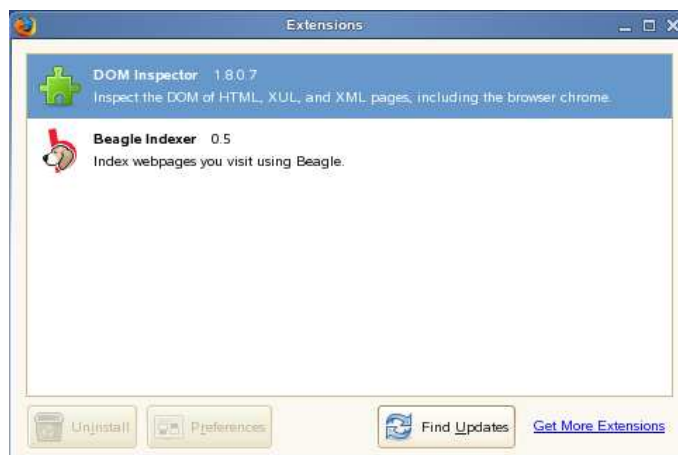 Extensions
DOM Inspector 1.8.0.7
Inspect the DOM of HTML, XUL, and XML pages, including the browser chrome.
Beagle Indexer 0.5
Index webpages you visit using Beagle.
Uninstall Preferences Find Updates Get More Extensions